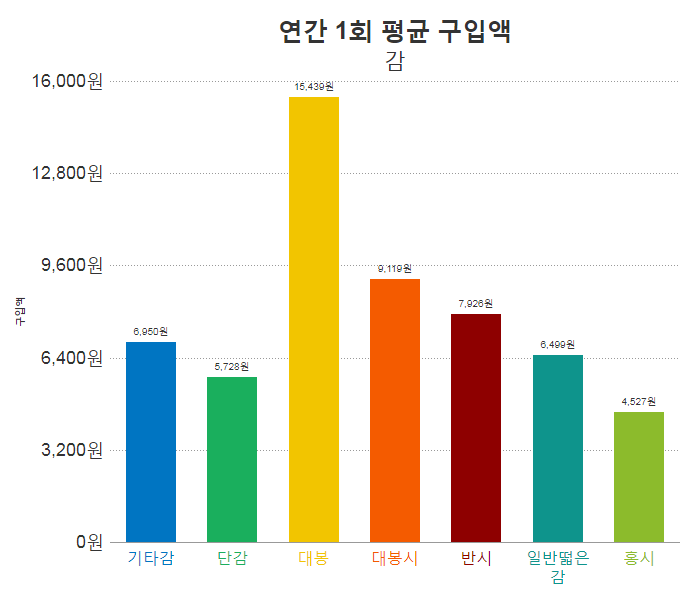 연간 1회 평균 구입액
감
16,000원
12,800원
9,600원
6,400원
3,200원
0원
구입액
6,950원
5,728원
15,439원
9,119원
7,926원
6,499원
4,527원
기타감
단감
대봉
대봉시
반시
일반떫은
감
홍시